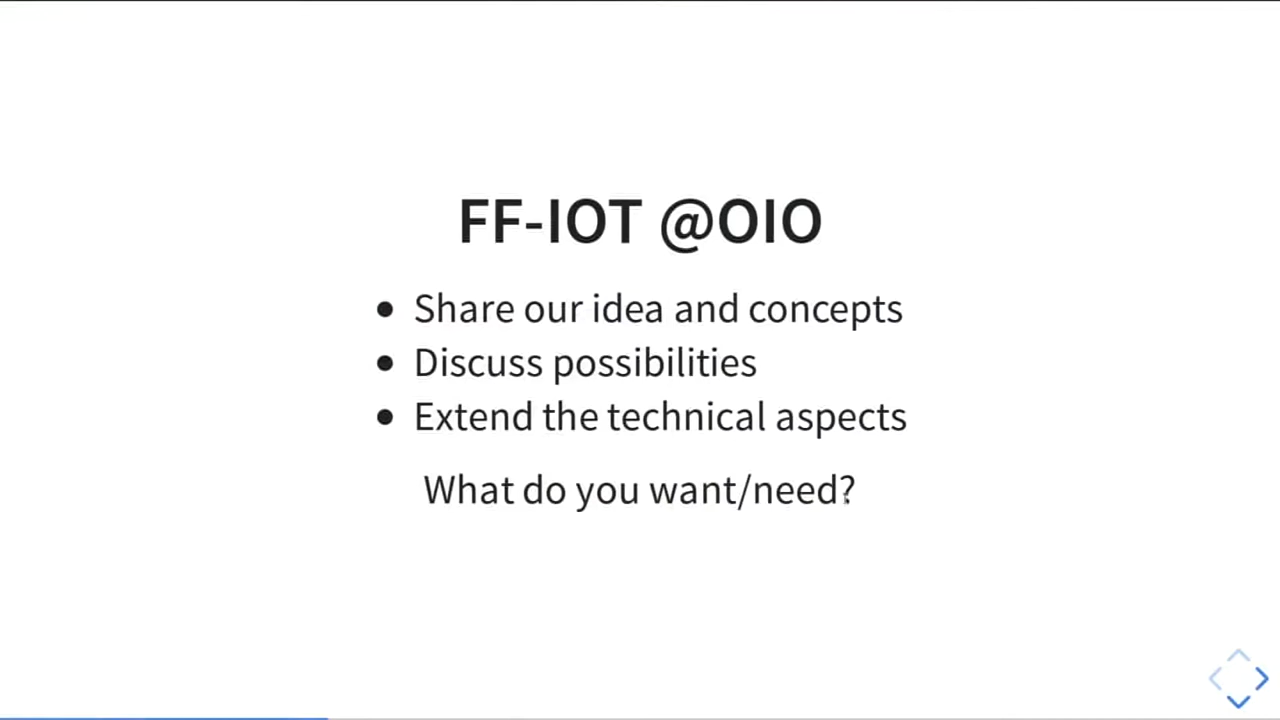 FF-IOT @OIO
Share our idea and concepts
Discuss possibilities
Extend the technical aspects
What do you want/need?